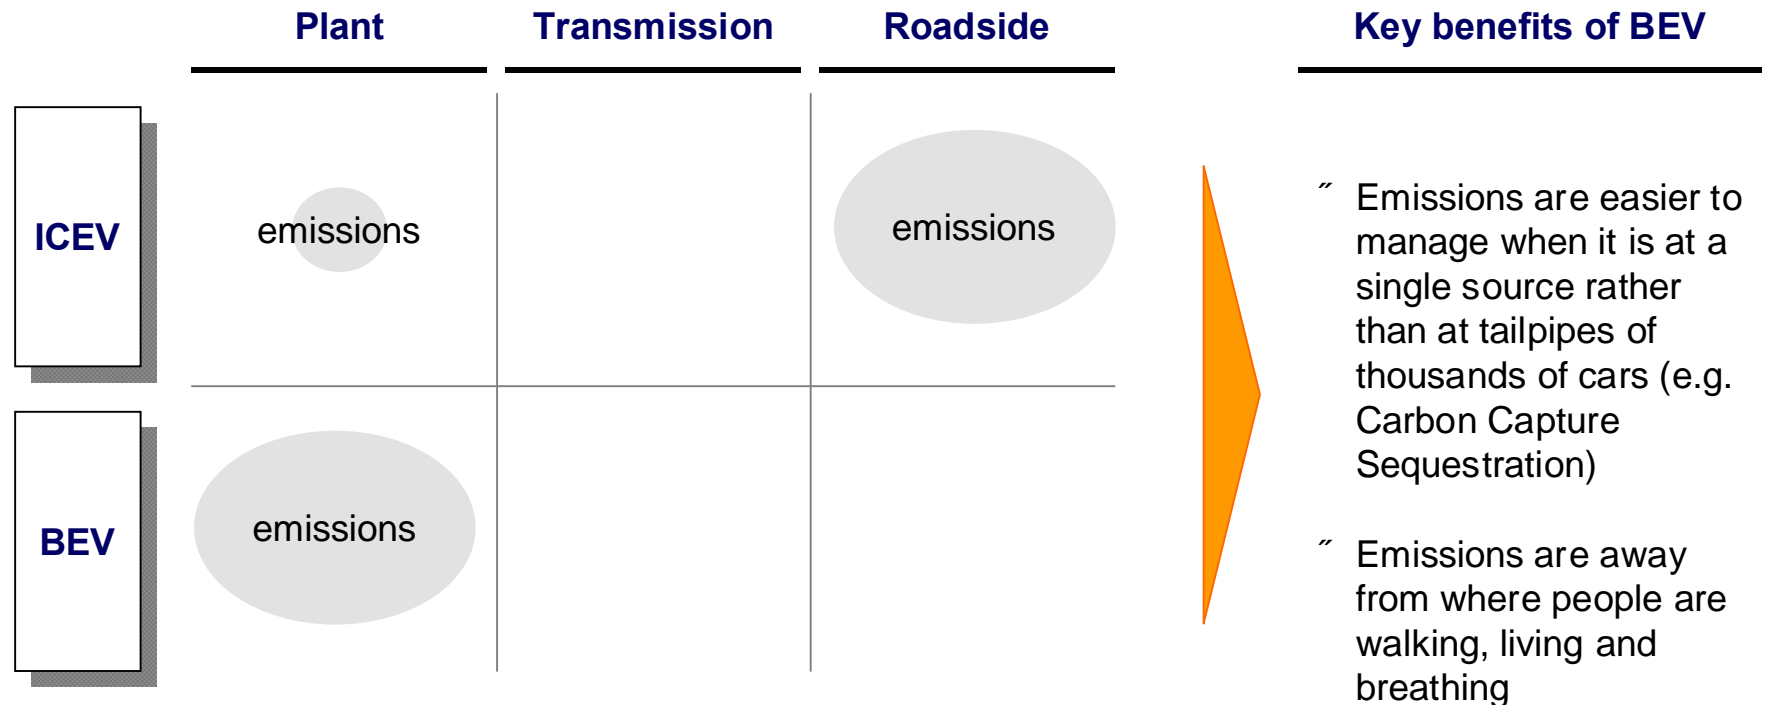 Plant Transmission Roadside Key benefits of BEV
ICEV
emissions
emissions
BEV
emissions
˝ Emissions are easier to
manage when it is at a
single source rather
than at tailpipes of
thousands of cars (e.g.
Carbon Capture
Sequestration)
˝ Emissions are away
from where people are
walking, living and
breathing